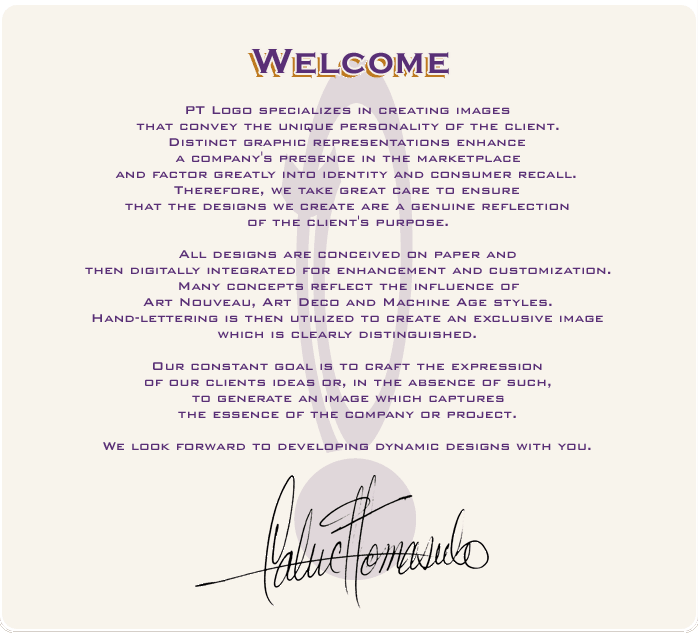 Welcome
PT Logo specializes in creating images
that convey the unique personality of the client.
Distinct graphic representations enhance
a company's presence in the marketplace
and factor greatly into identity and consumer recall.
Therefore, we take great care to ensure
that the designs we create are a genuine reflection
of the client's purpose.
All designs are conceived on paper and
then digitally integrated for enhancement and customization.
Many concepts reflect the influence of
Art Nouveau, Art Deco and Machine Age styles.
Hand-lettering is then utilized to create an exclusive image
which is clearly distinguished.
Our constant goal is to craft the expression
of our clients ideas or, in the absence of such,
to generate an image which captures
the essence of the company or project.
We look forward to developing dynamic designs with you.